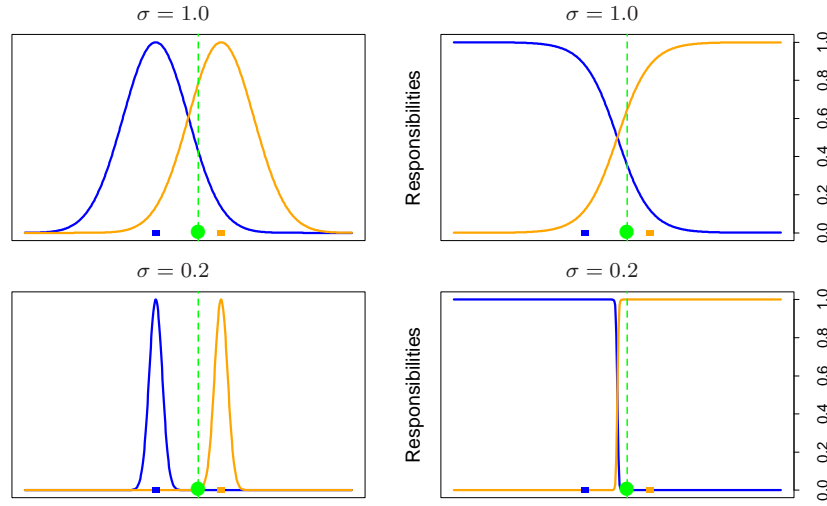 σ = 1.0
σ = 1.0
Responsibilities
0.0 0.2 0.4 0.6 0.8 1.0
σ = 0.2
σ = 0.2
Responsibilities
0.0 0.2 0.4 0.6 0.8 1.0